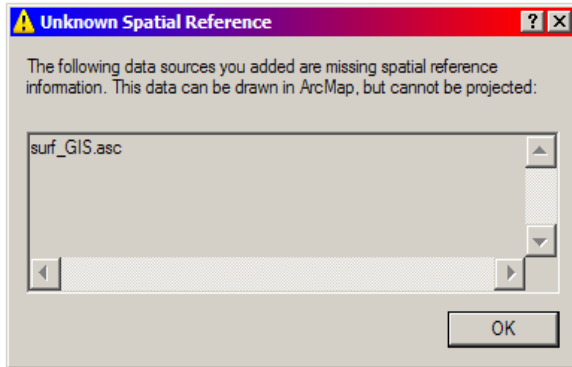 Unknown Spatial Reference
The following data sources you added are missing spatial reference
information. This data can be drawn in ArcMap, but cannot be projected:
surf_GIS.asc
OK